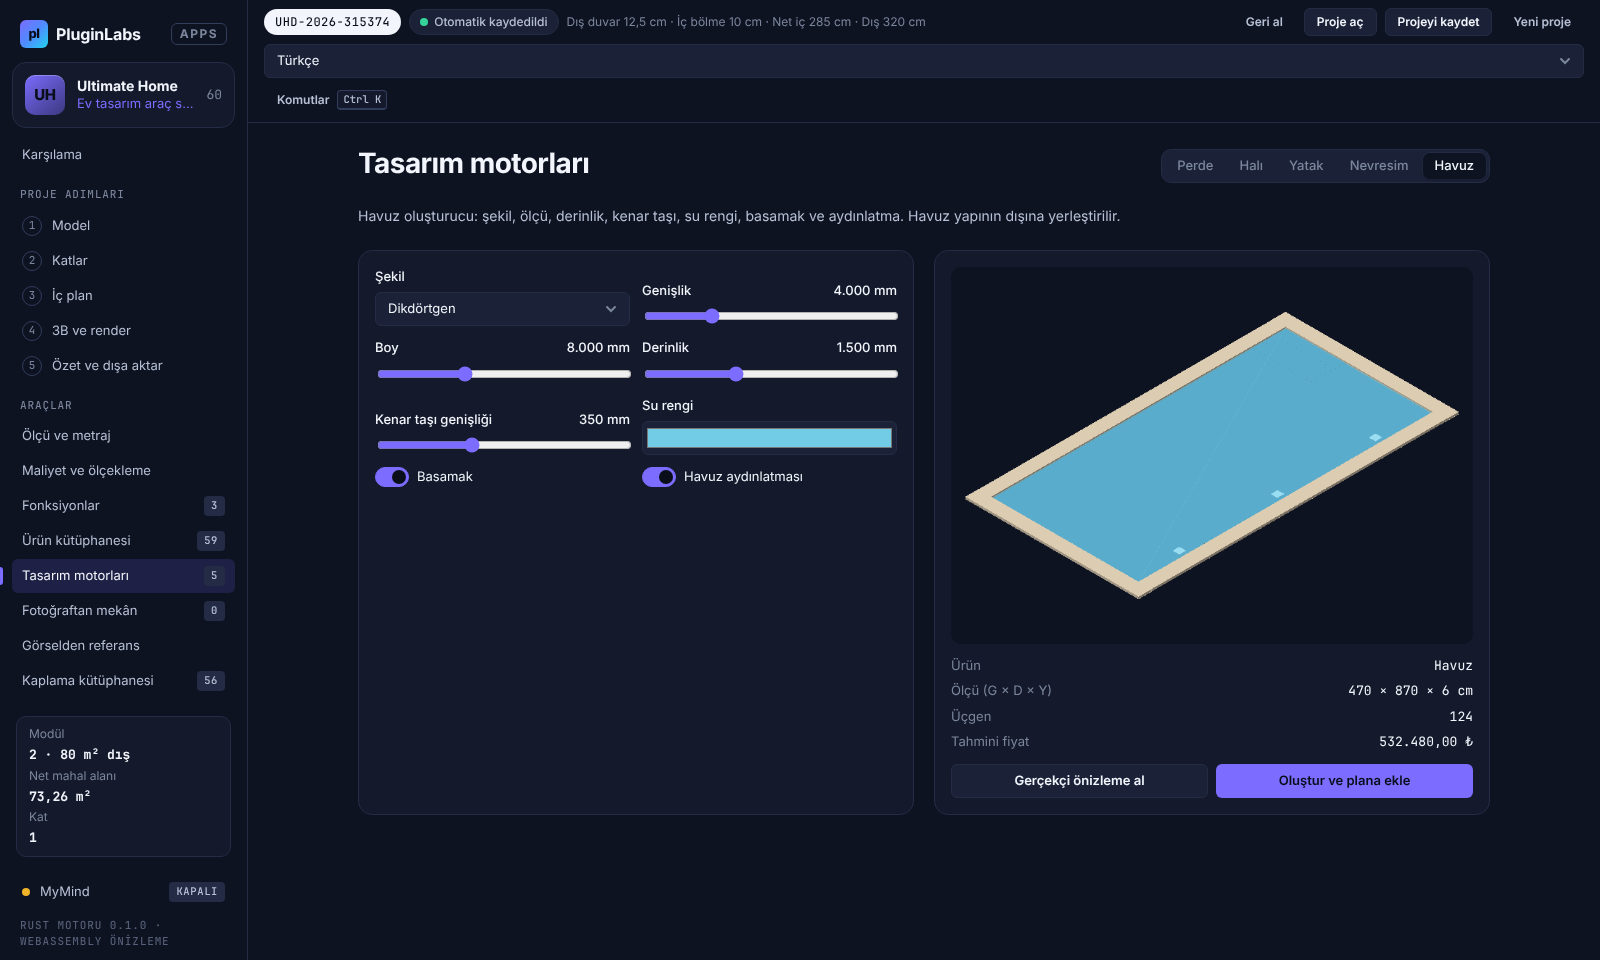 pl PluginLabs APPS
UH Ultimate Home
Ev tasarım araç s... 60
Karşılama
PROJE ADIMLARI
1 Model
2 Katlar
3 İç plan
4 3B ve render
5 Özet ve dışa aktar
ARAÇLAR
Ölçü ve metraj
Maliyet ve ölçekleme
Fonksiyonlar 3
Ürün kütüphanesi 59
Tasarım motorları 5
Fotoğraftan mekân 0
Görselden referans
Kaplama kütüphanesi 56
Modül
2 · 80 m² dış
Net mahal alanı
73,26 m²
Kat
1
MyMind KAPALI
RUST MOTORU 0.1.0 ·
WEBASSEMBLY ÖNİZLEME
UHD-2026-315374 Otomatik kaydedildi Dış duvar 12,5 cm · İç bölme 10 cm · Net iç 285 cm · Dış 320 cm Geri al Proje aç Projeyi kaydet Yeni proje
Türkçe
Komutlar Ctrl K
Tasarım motorları
Perde Halı Yatak Nevresim Havuz
Havuz oluşturucu: şekil, ölçü, derinlik, kenar taşı, su rengi, basamak ve aydınlatma. Havuz yapının dışına yerleştirilir.
Şekil
Dikdörtgen
Genişlik 4.000 mm
Boy 8.000 mm
Derinlik 1.500 mm
Kenar taşı genişliği 350 mm
Su rengi
Basamak
Havuz aydınlatması
Ürün Havuz
Ölçü (G × D × Y) 470 × 870 × 6 cm
Üçgen 124
Tahmini fiyat 532.480,00 ₺
Gerçekçi önizleme al
Oluştur ve plana ekle